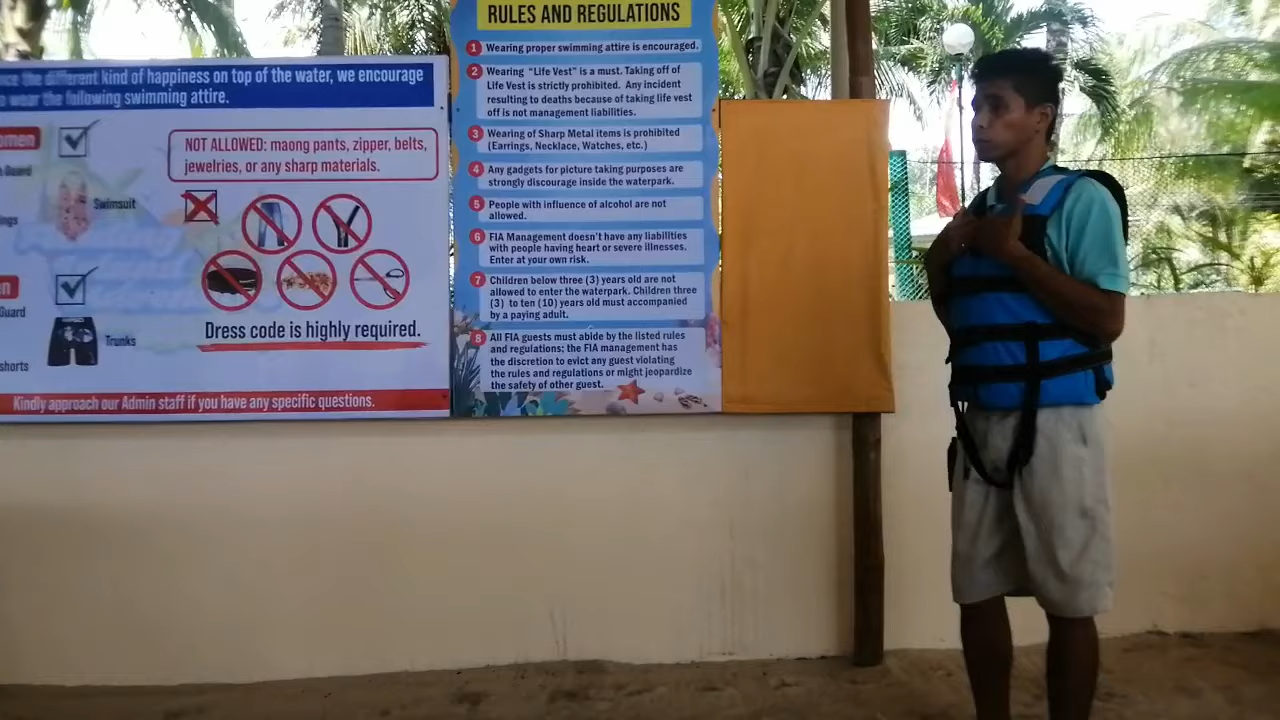 the different kind of happiness on top of the water, we encourage
wear the following swimming attire.
NOT ALLOWED: maong pants, zipper, belts,
jewelries, or any sharp materials.
Guard
Swimsuit
Guard
Trunks
shorts
Dress code is highly required.
Kindly approach our Admin staff if you have any specific questions.
RULES AND REGULATIONS
1 Wearing proper swimming attire is encouraged.
2 Wearing "Life Vest" is a must. Taking off of
Life Vest is strictly prohibited. Any incident
resulting to deaths because of taking life vest
off is not management liabilities.
3 Wearing of Sharp Metal items is prohibited
(Earrings, Necklace, Watches, etc.)
4 Any gadgets for picture taking purposes are
strongly discourage inside the waterpark.
5 People with influence of alcohol are not
allowed.
6 FIA Management doesn't have any liabilities
with people having heart or severe illnesses.
Enter at your own risk.
7 Children below three (3) years old are not
allowed to enter the waterpark. Children three
(3) to ten (10) years old must accompanied
by a paying adult.
8 All FIA guests must abide by the listed rules
and regulations; the FIA management has
the discretion to evict any guest violating
the rules and regulations or might jeopardize
the safety of other guest.